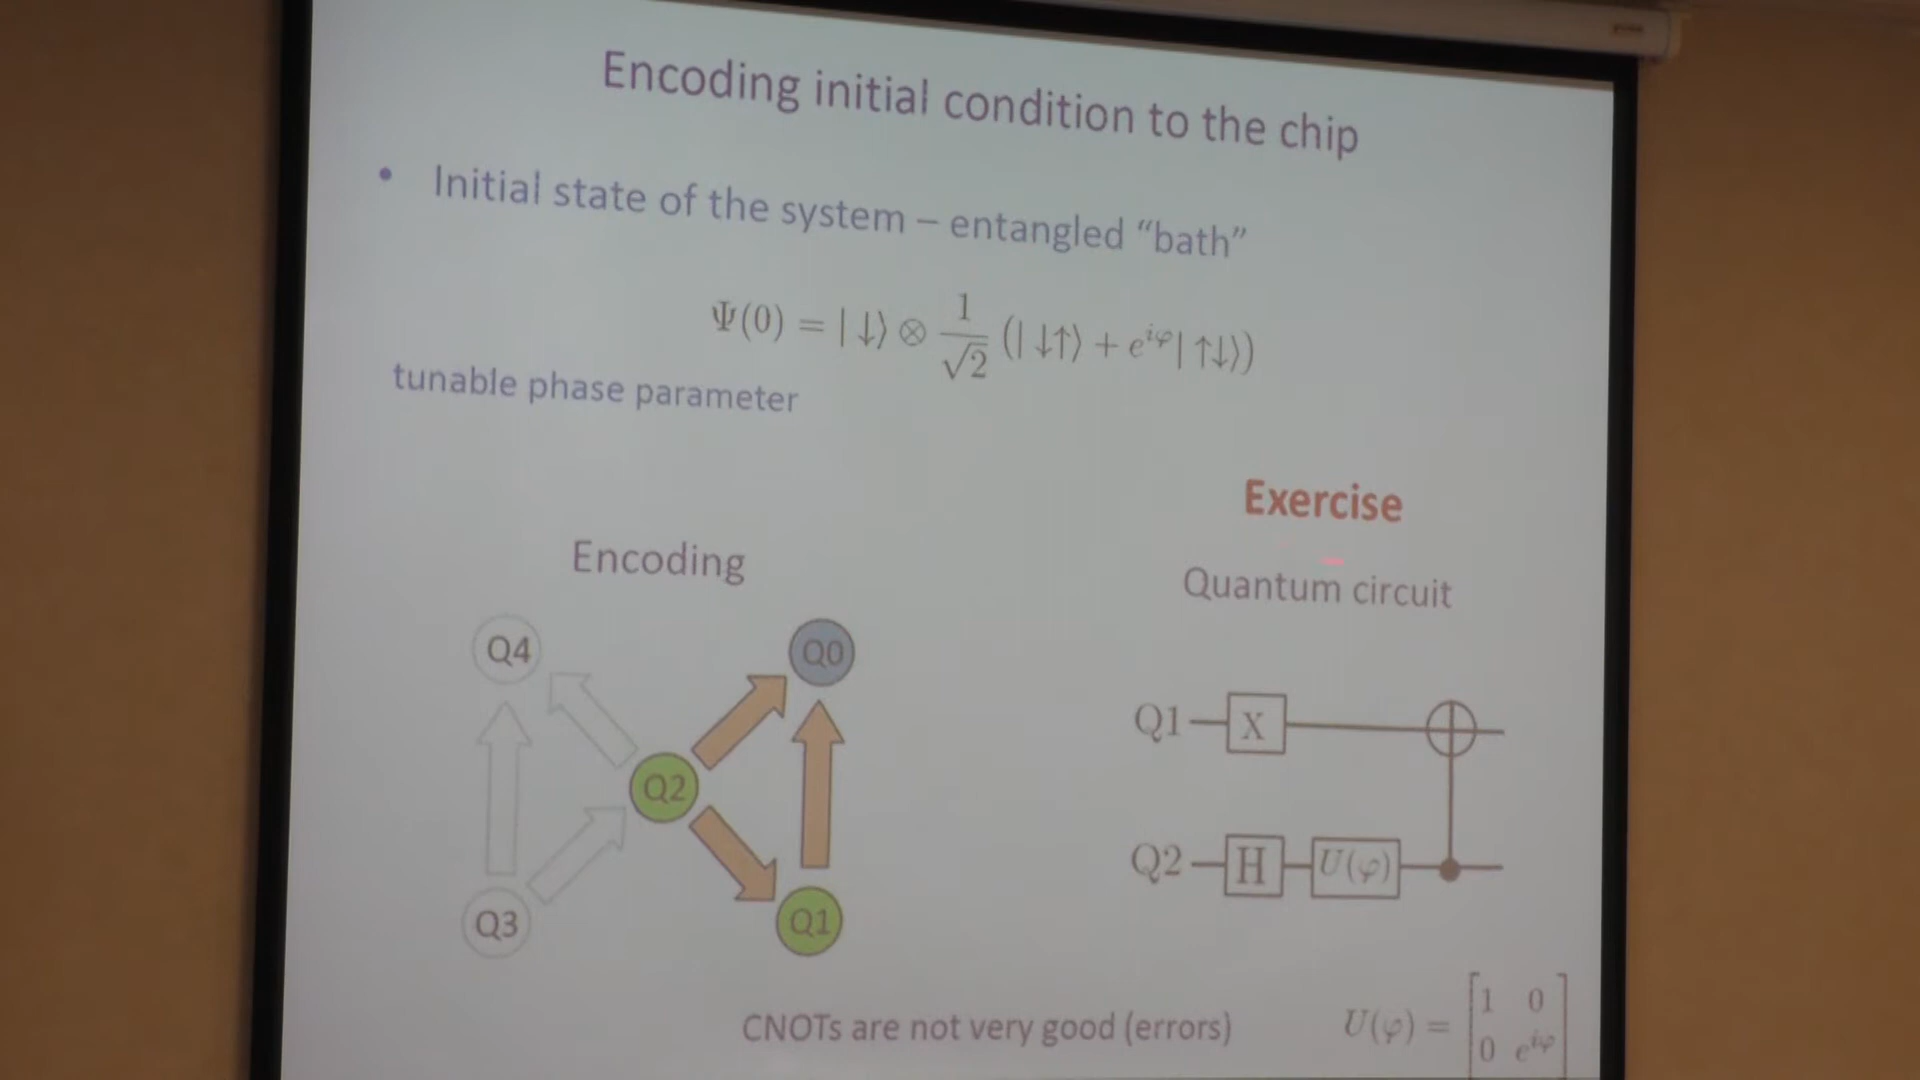 Encoding initial condition to the chip
• Initial state of the system – entangled “bath”
Ψ(0) = |↓⟩ ⊗ 1/√2 (|↓↑⟩ + e^{iφ}|↑↓⟩)
tunable phase parameter
Exercise
Encoding
Quantum circuit
Q4
Q0
Q2
Q3
Q1
Q1 X
Q2 H U(φ)
CNOTs are not very good (errors)
U(φ) = [1 0
0 e^{iφ}]